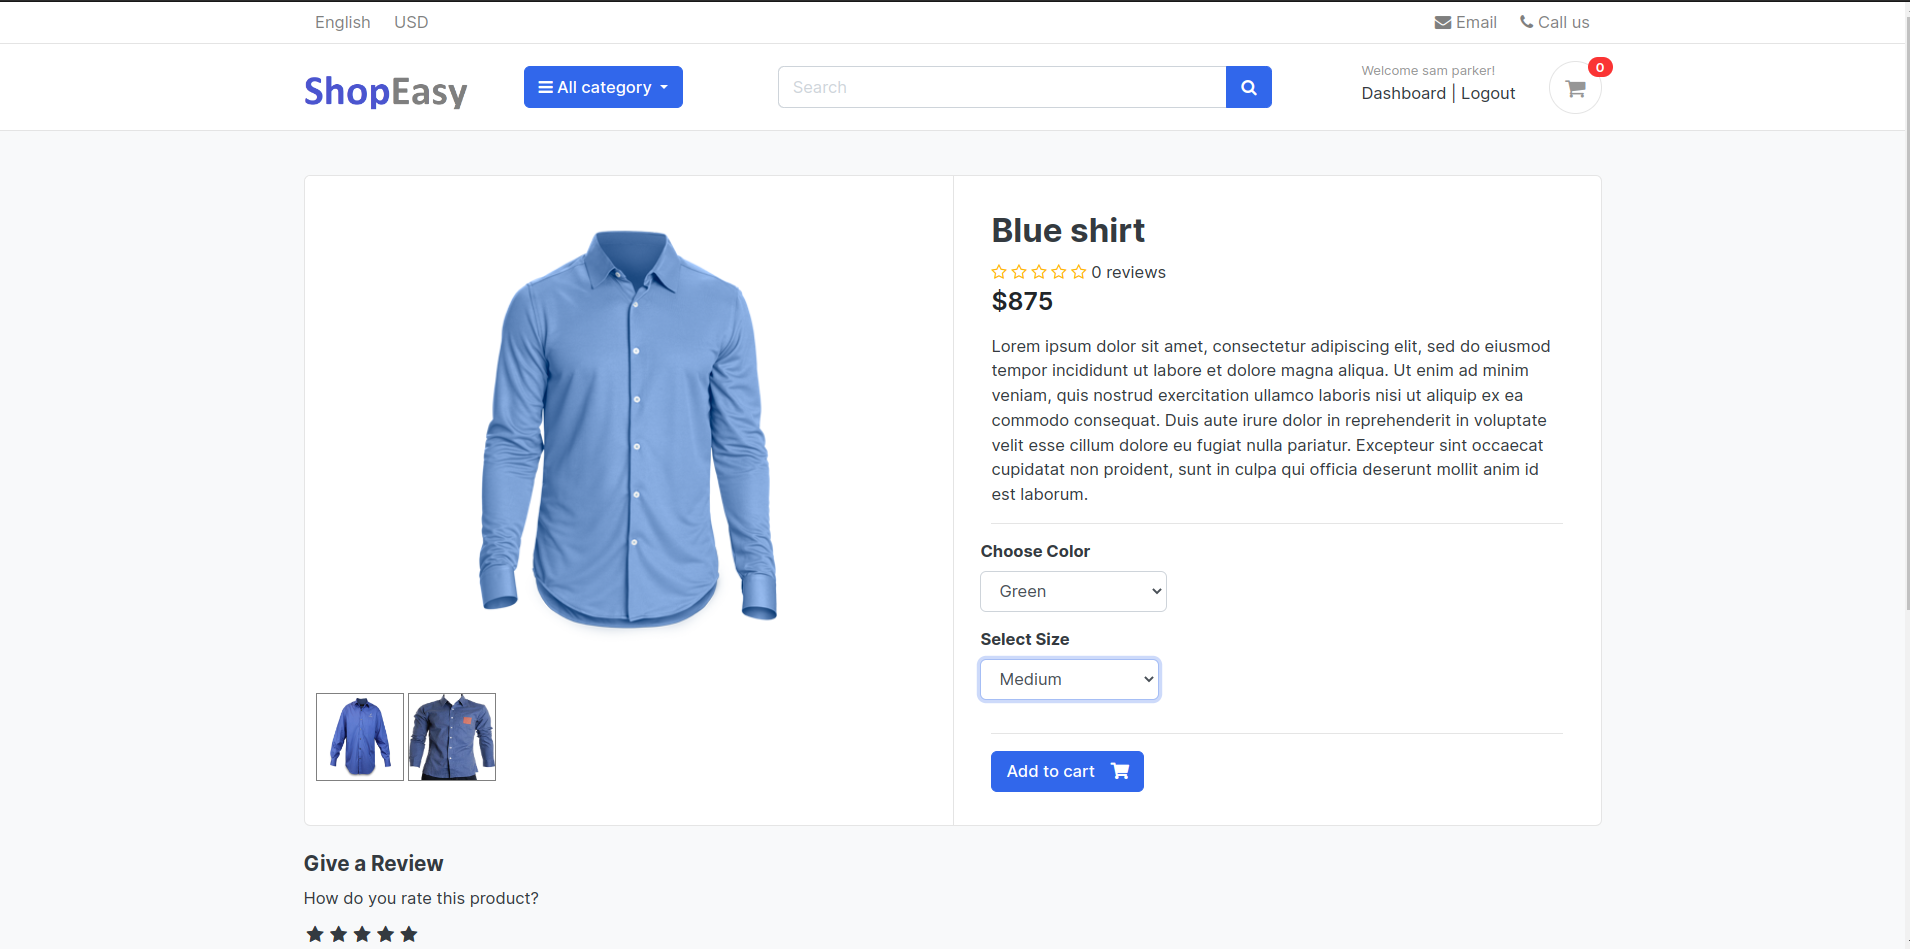 English USD Email Call us
ShopEasy All category Search Welcome sam parker! 0
Dashboard | Logout
Blue shirt
0 reviews
$875
Lorem ipsum dolor sit amet, consectetur adipiscing elit, sed do eiusmod
tempor incididunt ut labore et dolore magna aliqua. Ut enim ad minim
veniam, quis nostrud exercitation ullamco laboris nisi ut aliquip ex ea
commodo consequat. Duis aute irure dolor in reprehenderit in voluptate
velit esse cillum dolore eu fugiat nulla pariatur. Excepteur sint occaecat
cupidatat non proident, sunt in culpa qui officia deserunt mollit anim id
est laborum.
Choose Color
Green
Select Size
Medium
Add to cart
Give a Review
How do you rate this product?